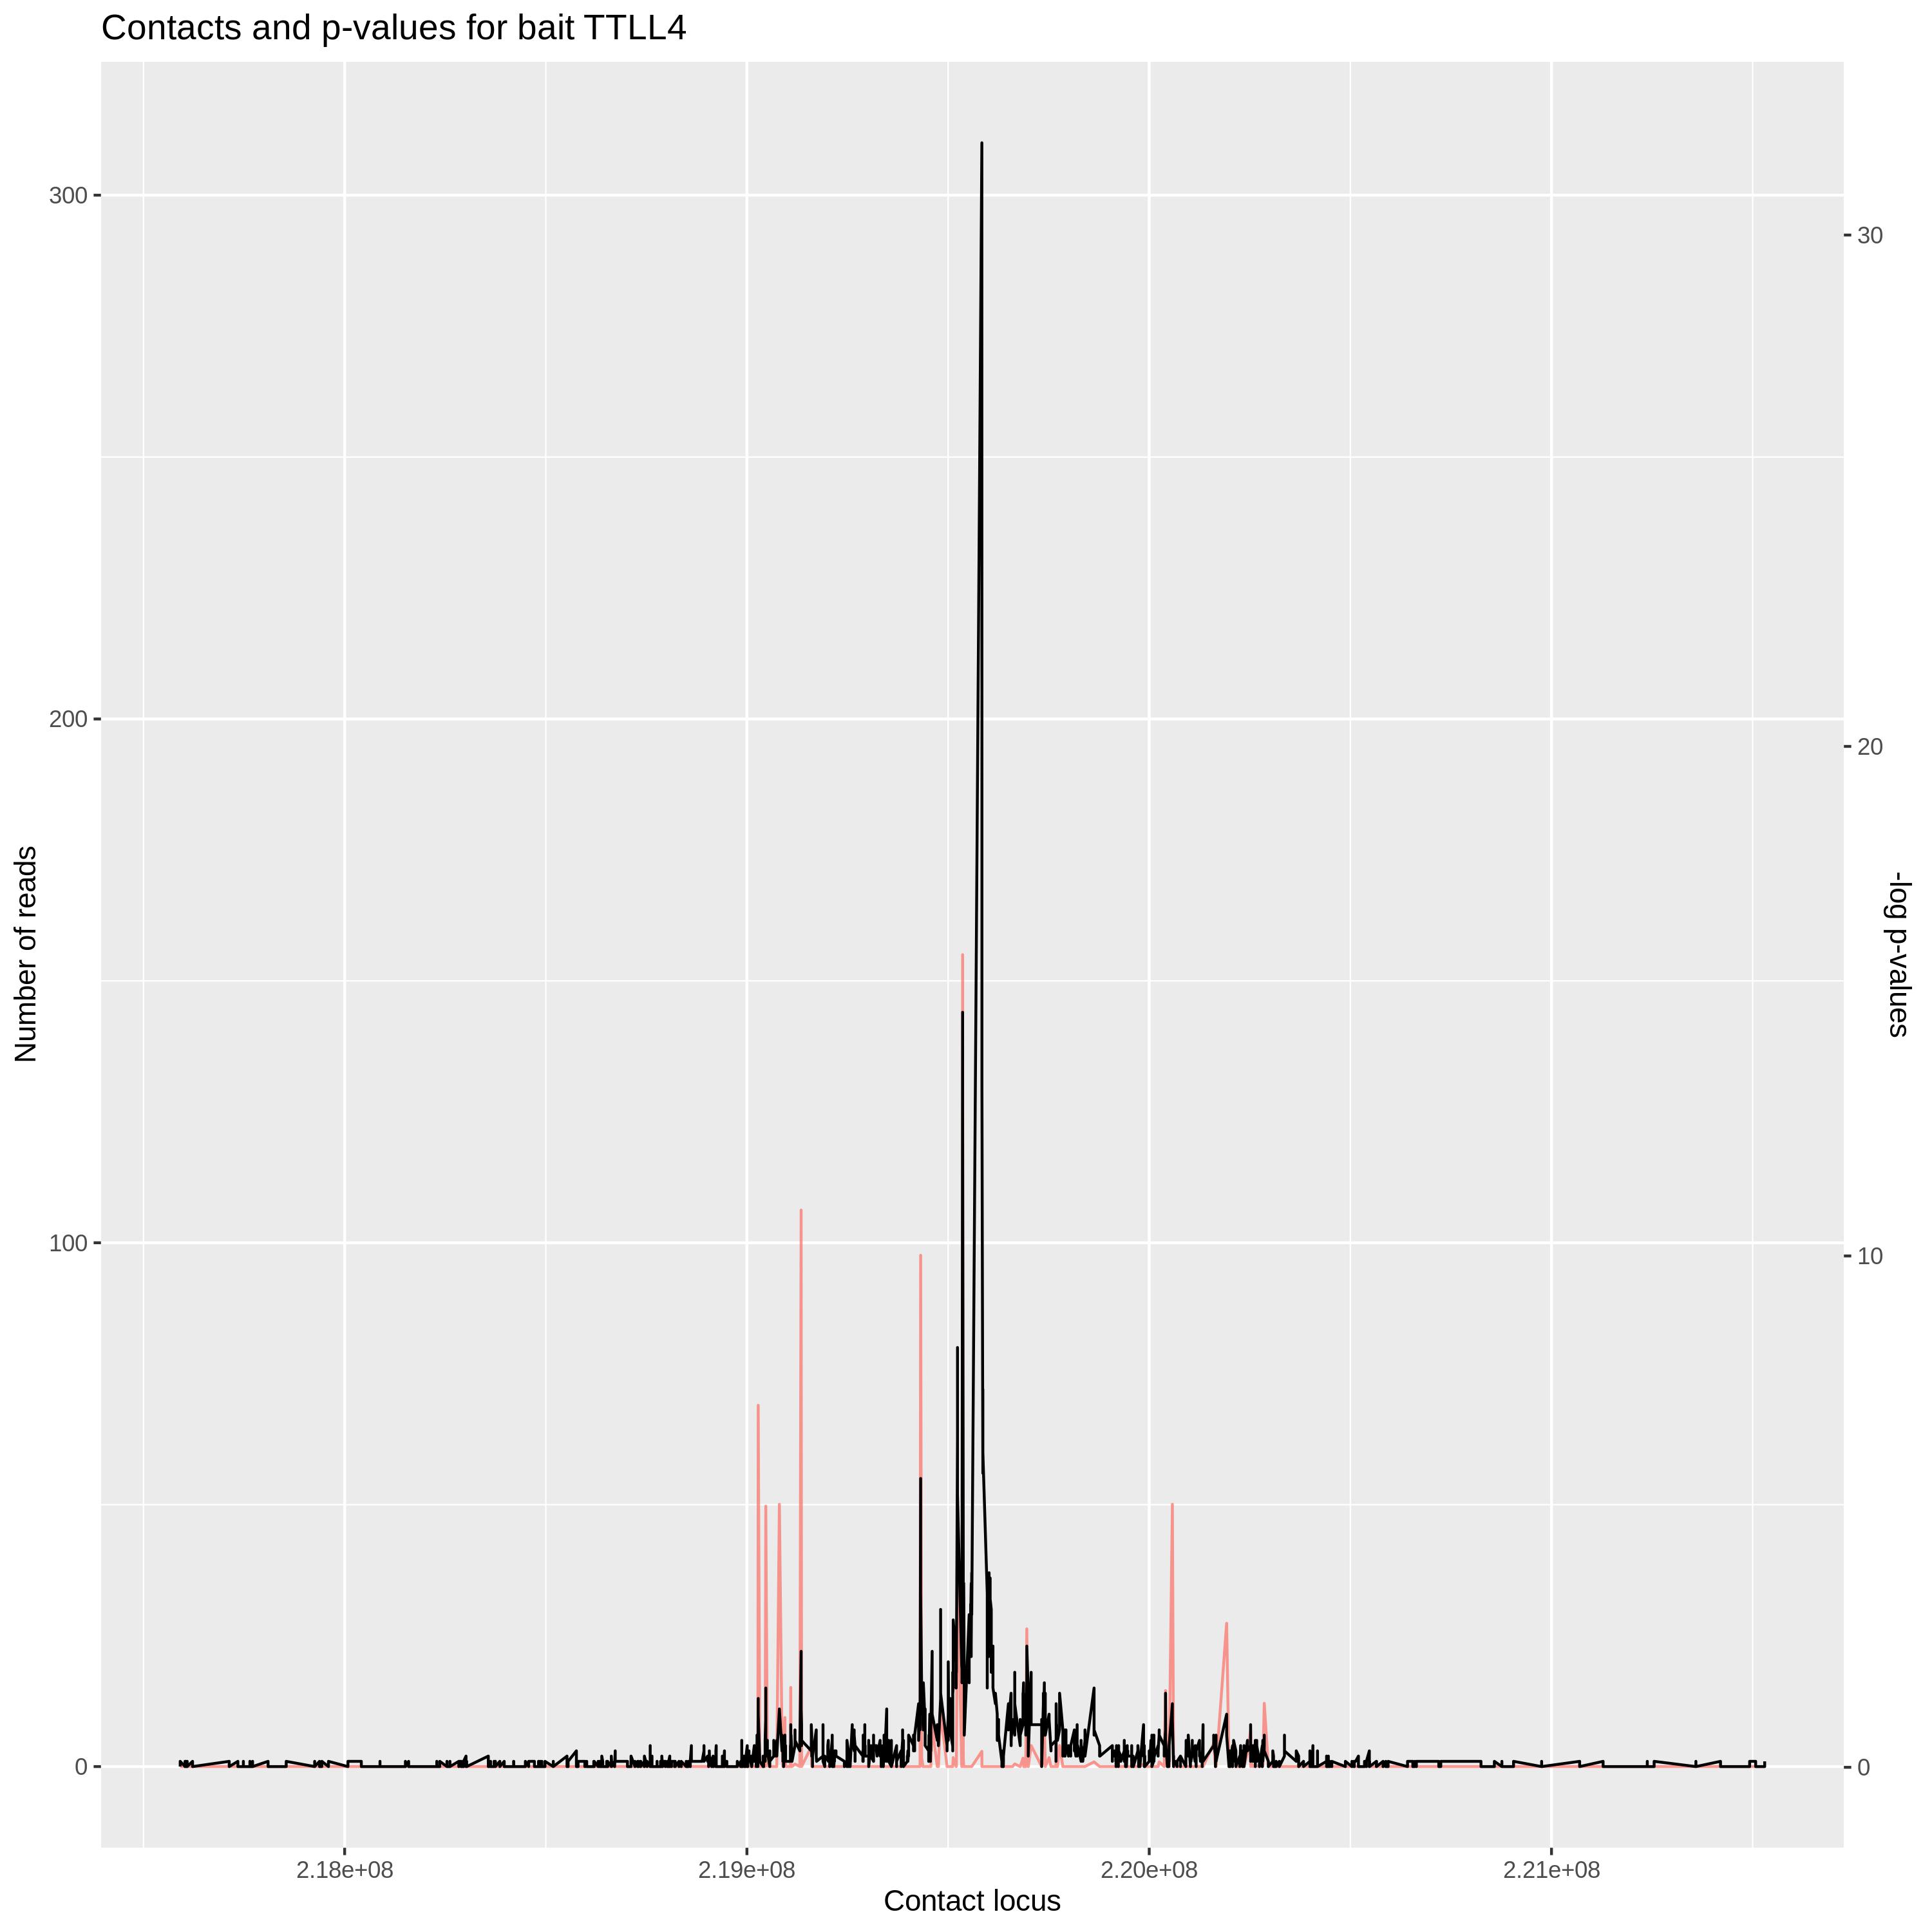 Contacts and p-values for bait TTLL4
300
200
100
0
Number of reads
30
20
10
0
-log p-values
2.18e+08
2.19e+08
2.20e+08
2.21e+08
Contact locus